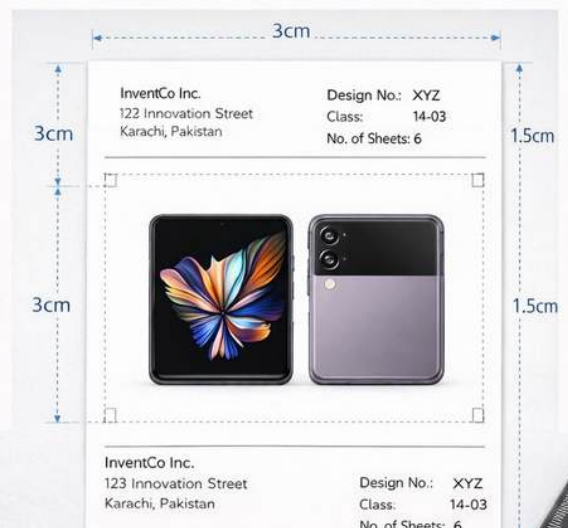 3cm
InventCo Inc.
122 Innovation Street
Karachi, Pakistan
Design No.: XYZ
Class: 14-03
No. of Sheets: 6
3cm
1.5cm
3cm
1.5cm
InventCo Inc.
123 Innovation Street
Karachi, Pakistan
Design No.: XYZ
Class: 14-03
No. of Sheets: 6